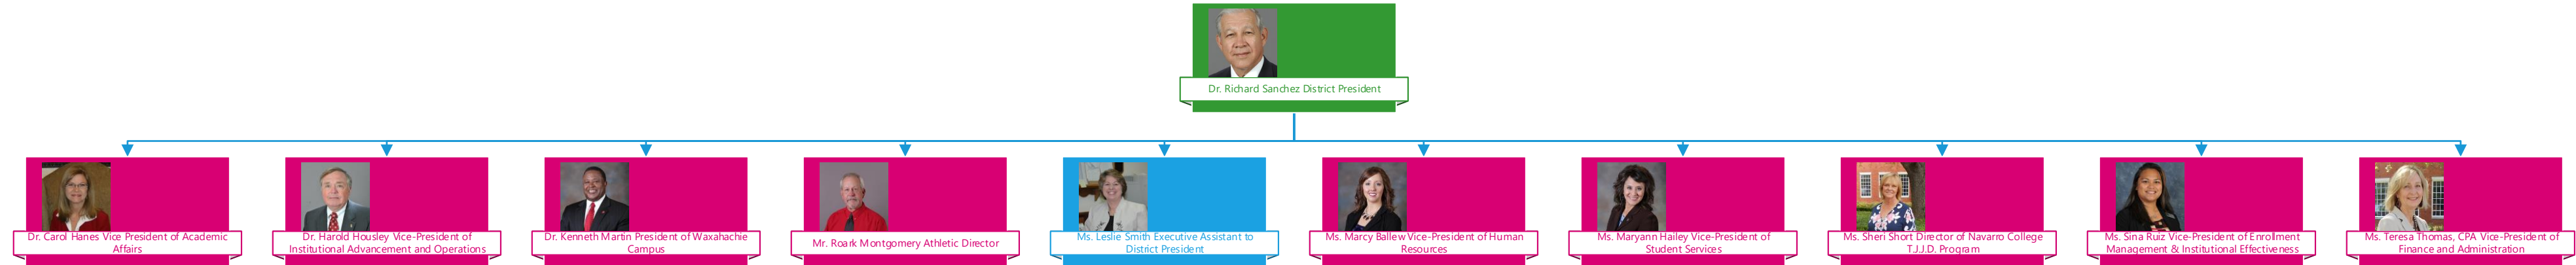 Dr. Richard Sanchez District President
Dr. Carol Hanes Vice President of Academic
Affairs
Dr. Harold Housley Vice-President of
Institutional Advancement and Operations
Dr. Kenneth Martin President of Waxahachie
Campus
Mr. Roark Montgomery Athletic Director
Ms. Leslie Smith Executive Assistant to
District President
Ms. Marcy Ballew Vice-President of Human
Resources
Ms. Maryann Hailey Vice-President of
Student Services
Ms. Sheri Short Director of Navarro College
T.J.J.D. Program
Ms. Sina Ruiz Vice-President of Enrollment
Management & Institutional Effectiveness
Ms. Teresa Thomas, CPA Vice-President of
Finance and Administration